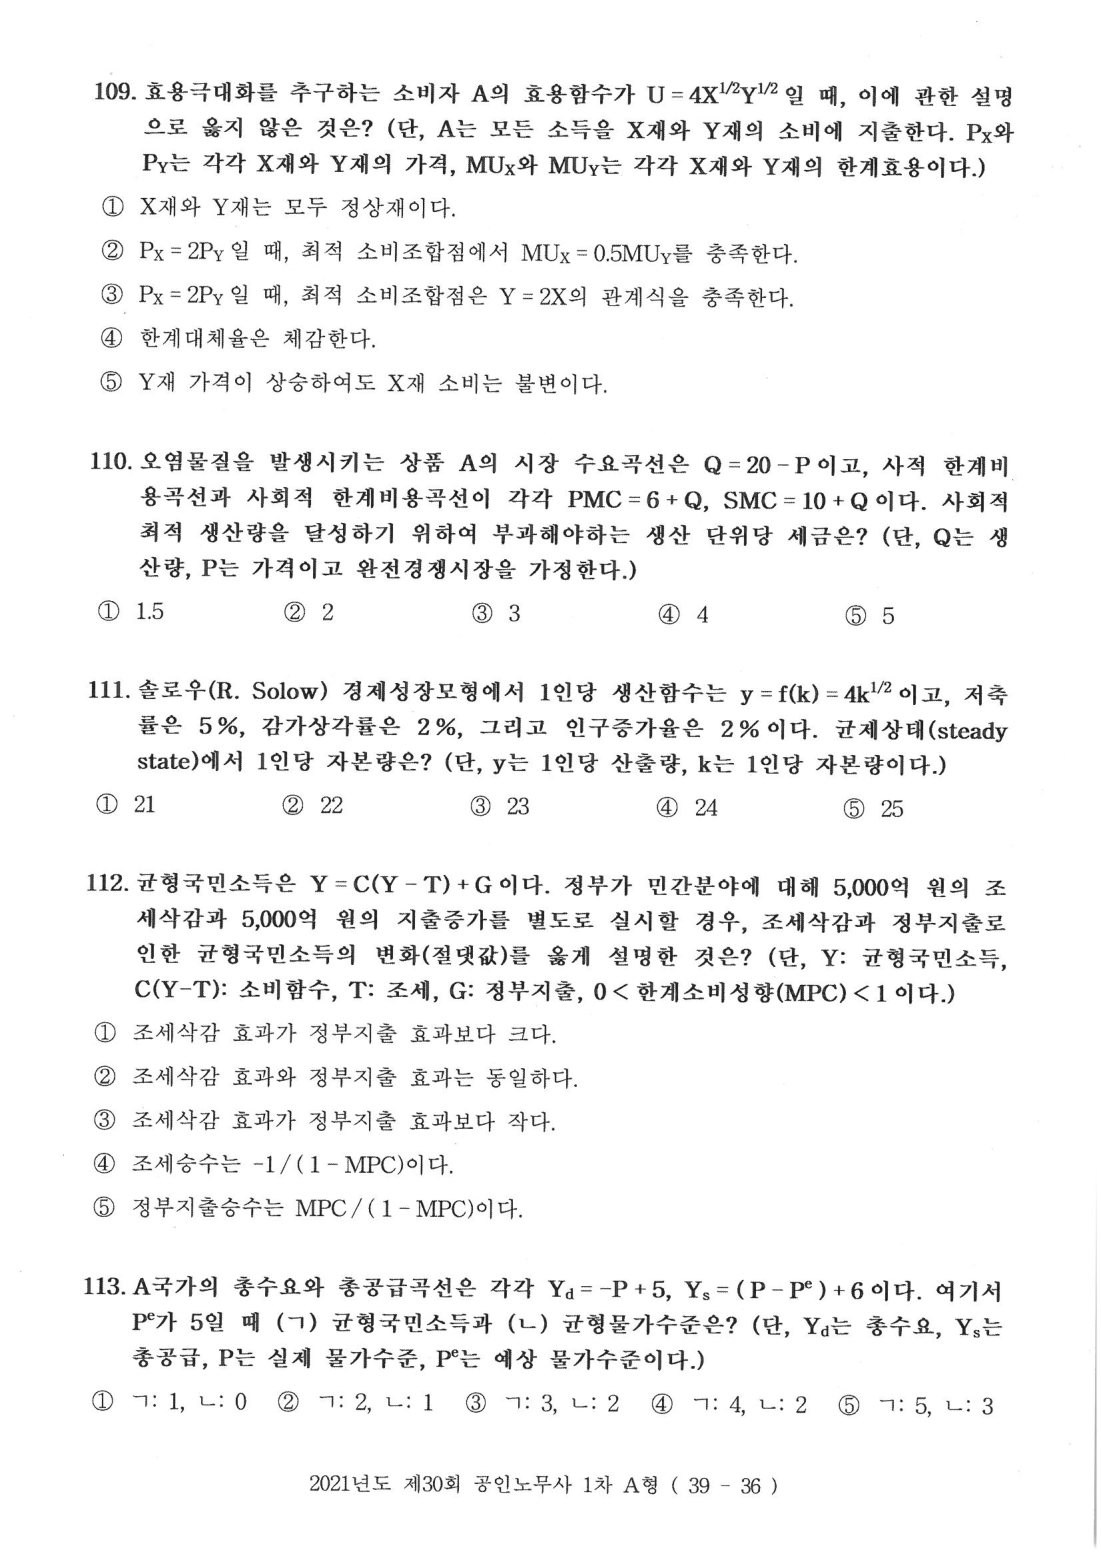 109. 효용극대화를 추구하는 소비자 A의 효용함수가 U = 4X^{1/2}Y^{1/2} 일 때, 이에 관한 설명
으로 옳지 않은 것은? (단, A는 모든 소득을 X재와 Y재의 소비에 지출한다. P_X와
P_Y는 각각 X재와 Y재의 가격, MU_X와 MU_Y는 각각 X재와 Y재의 한계효용이다.)
① X재와 Y재는 모두 정상재이다.
② P_X = 2P_Y 일 때, 최적 소비조합점에서 MU_X = 0.5MU_Y를 충족한다.
③ P_X = 2P_Y 일 때, 최적 소비조합점은 Y = 2X의 관계식을 충족한다.
④ 한계대체율은 체감한다.
⑤ Y재 가격이 상승하여도 X재 소비는 불변이다.
110. 오염물질을 발생시키는 상품 A의 시장 수요곡선은 Q = 20 - P 이고, 사적 한계비
용곡선과 사회적 한계비용곡선이 각각 PMC = 6 + Q, SMC = 10 + Q 이다. 사회적
최적 생산량을 달성하기 위하여 부과해야하는 생산 단위당 세금은? (단, Q는 생
산량, P는 가격이고 완전경쟁시장을 가정한다.)
① 1.5 ② 2 ③ 3 ④ 4 ⑤ 5
111. 솔로우(R. Solow) 경제성장모형에서 1인당 생산함수는 y = f(k) = 4k^{1/2} 이고, 저축
률은 5%, 감가상각률은 2%, 그리고 인구증가율은 2% 이다. 균제상태(steady
state)에서 1인당 자본량은? (단, y는 1인당 산출량, k는 1인당 자본량이다.)
① 21 ② 22 ③ 23 ④ 24 ⑤ 25
112. 균형국민소득은 Y = C(Y - T) + G 이다. 정부가 민간분야에 대해 5,000억 원의 조
세삭감과 5,000억 원의 지출증가를 별도로 실시할 경우, 조세삭감과 정부지출로
인한 균형국민소득의 변화(절댓값)를 옳게 설명한 것은? (단, Y: 균형국민소득,
C(Y-T): 소비함수, T: 조세, G: 정부지출, 0 < 한계소비성향(MPC) < 1 이다.)
① 조세삭감 효과가 정부지출 효과보다 크다.
② 조세삭감 효과와 정부지출 효과는 동일하다.
③ 조세삭감 효과가 정부지출 효과보다 작다.
④ 조세승수는 -1 / ( 1 - MPC)이다.
⑤ 정부지출승수는 MPC / ( 1 - MPC)이다.
113. A국가의 총수요와 총공급곡선은 각각 Y_d = -P + 5, Y_s = ( P - P^e ) + 6 이다. 여기서
P^e가 5일 때 (ㄱ) 균형국민소득과 (ㄴ) 균형물가수준은? (단, Y_d는 총수요, Y_s는
총공급, P는 실제 물가수준, P^e는 예상 물가수준이다.)
① ㄱ: 1, ㄴ: 0 ② ㄱ: 2, ㄴ: 1 ③ ㄱ: 3, ㄴ: 2 ④ ㄱ: 4, ㄴ: 2 ⑤ ㄱ: 5, ㄴ: 3
2021년도 제30회 공인노무사 1차 A형 ( 39 - 36 )